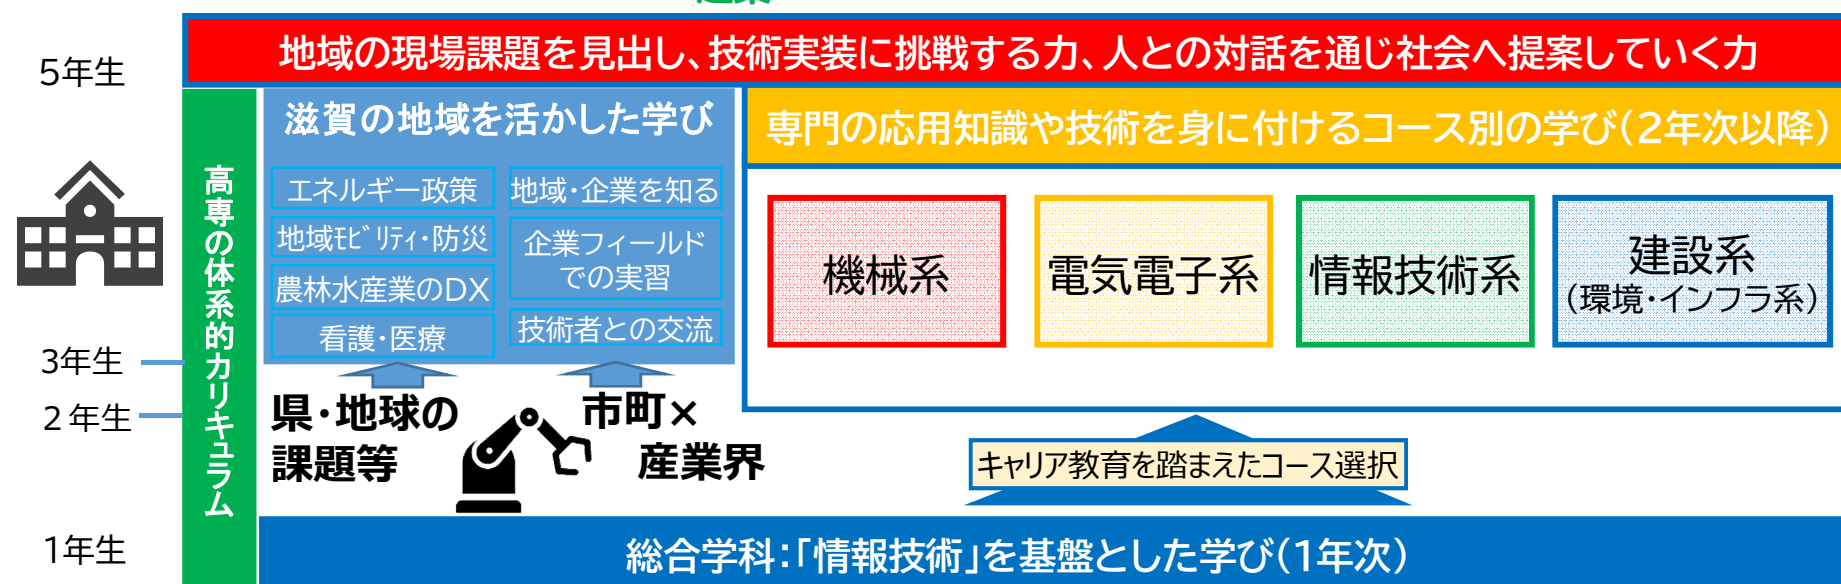 5年生
地域の現場課題を見出し、技術実装に挑戦する力、人との対話を通じ社会へ提案していく力
高専の体系的カリキュラム
滋賀の地域を活かした学び
エネルギー政策
地域ﾓﾋﾞﾘﾃｨ・防災
農林水産業のDX
看護・医療
地域・企業を知る
企業フィールド
での実習
技術者との交流
専門の応用知識や技術を身に付けるコース別の学び(2年次以降)
機械系
電気電子系
情報技術系
建設系
(環境・インフラ系)
3年生
2年生
県・地球の
課題等
市町×
産業界
キャリア教育を踏まえたコース選択
1年生
総合学科:「情報技術」を基盤とした学び(1年次)